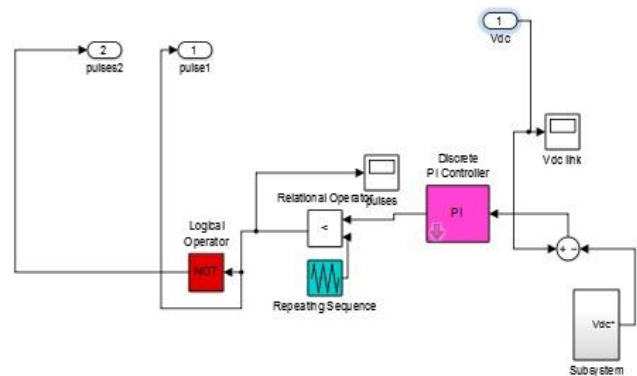 1
Vdc
2
pulses2
1
pulse1
Vdc link
Discrete
PI Controller
PI
pulses
Relational Operator
<
Logical
Operator
NOT
Repeating Sequence
+ -
Vdc*
Subsystem